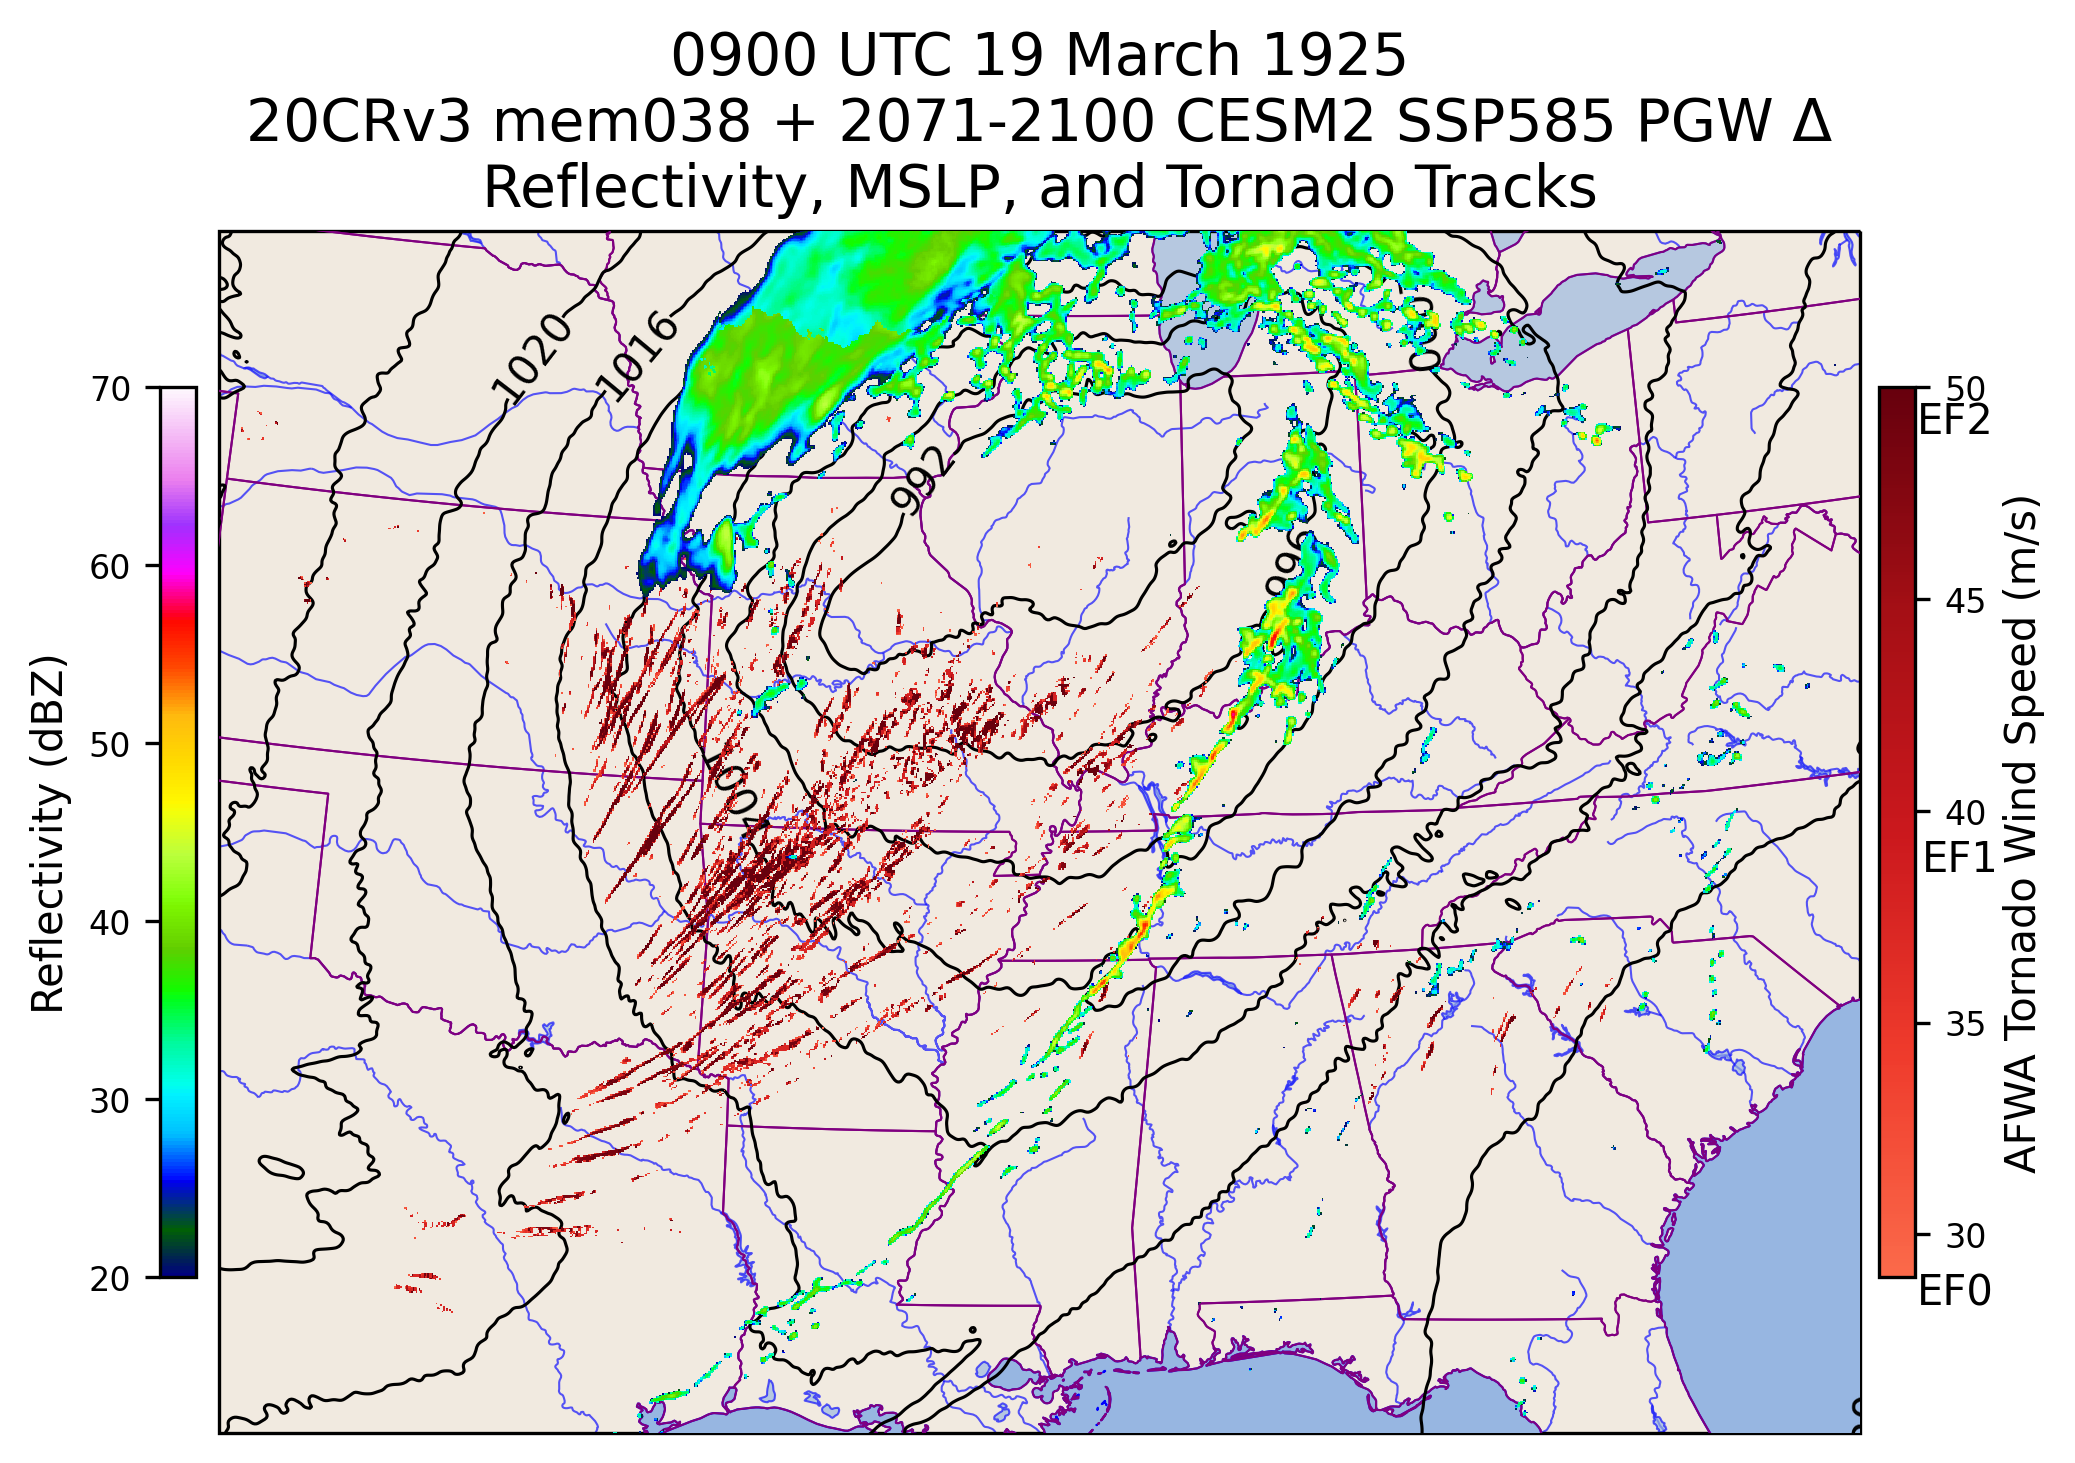 0900 UTC 19 March 1925
20CRv3 mem038 + 2071-2100 CESM2 SSP585 PGW Δ
Reflectivity, MSLP, and Tornado Tracks
Reflectivity (dBZ)
70
60
50
40
30
20
1020
1016
992
996
1004
50
EF2
45
40
EF1
35
30
EF0
AFWA Tornado Wind Speed (m/s)